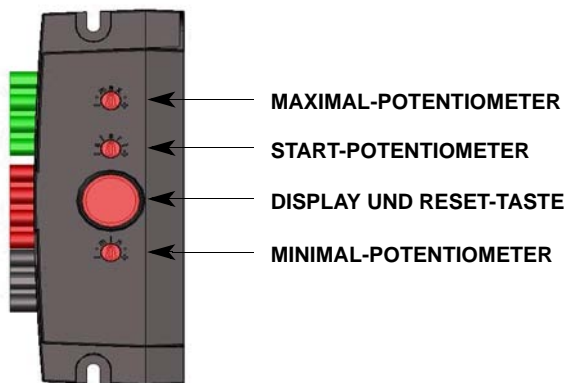 MAXIMAL-POTENTIOMETER
START-POTENTIOMETER
DISPLAY UND RESET-TASTE
MINIMAL-POTENTIOMETER